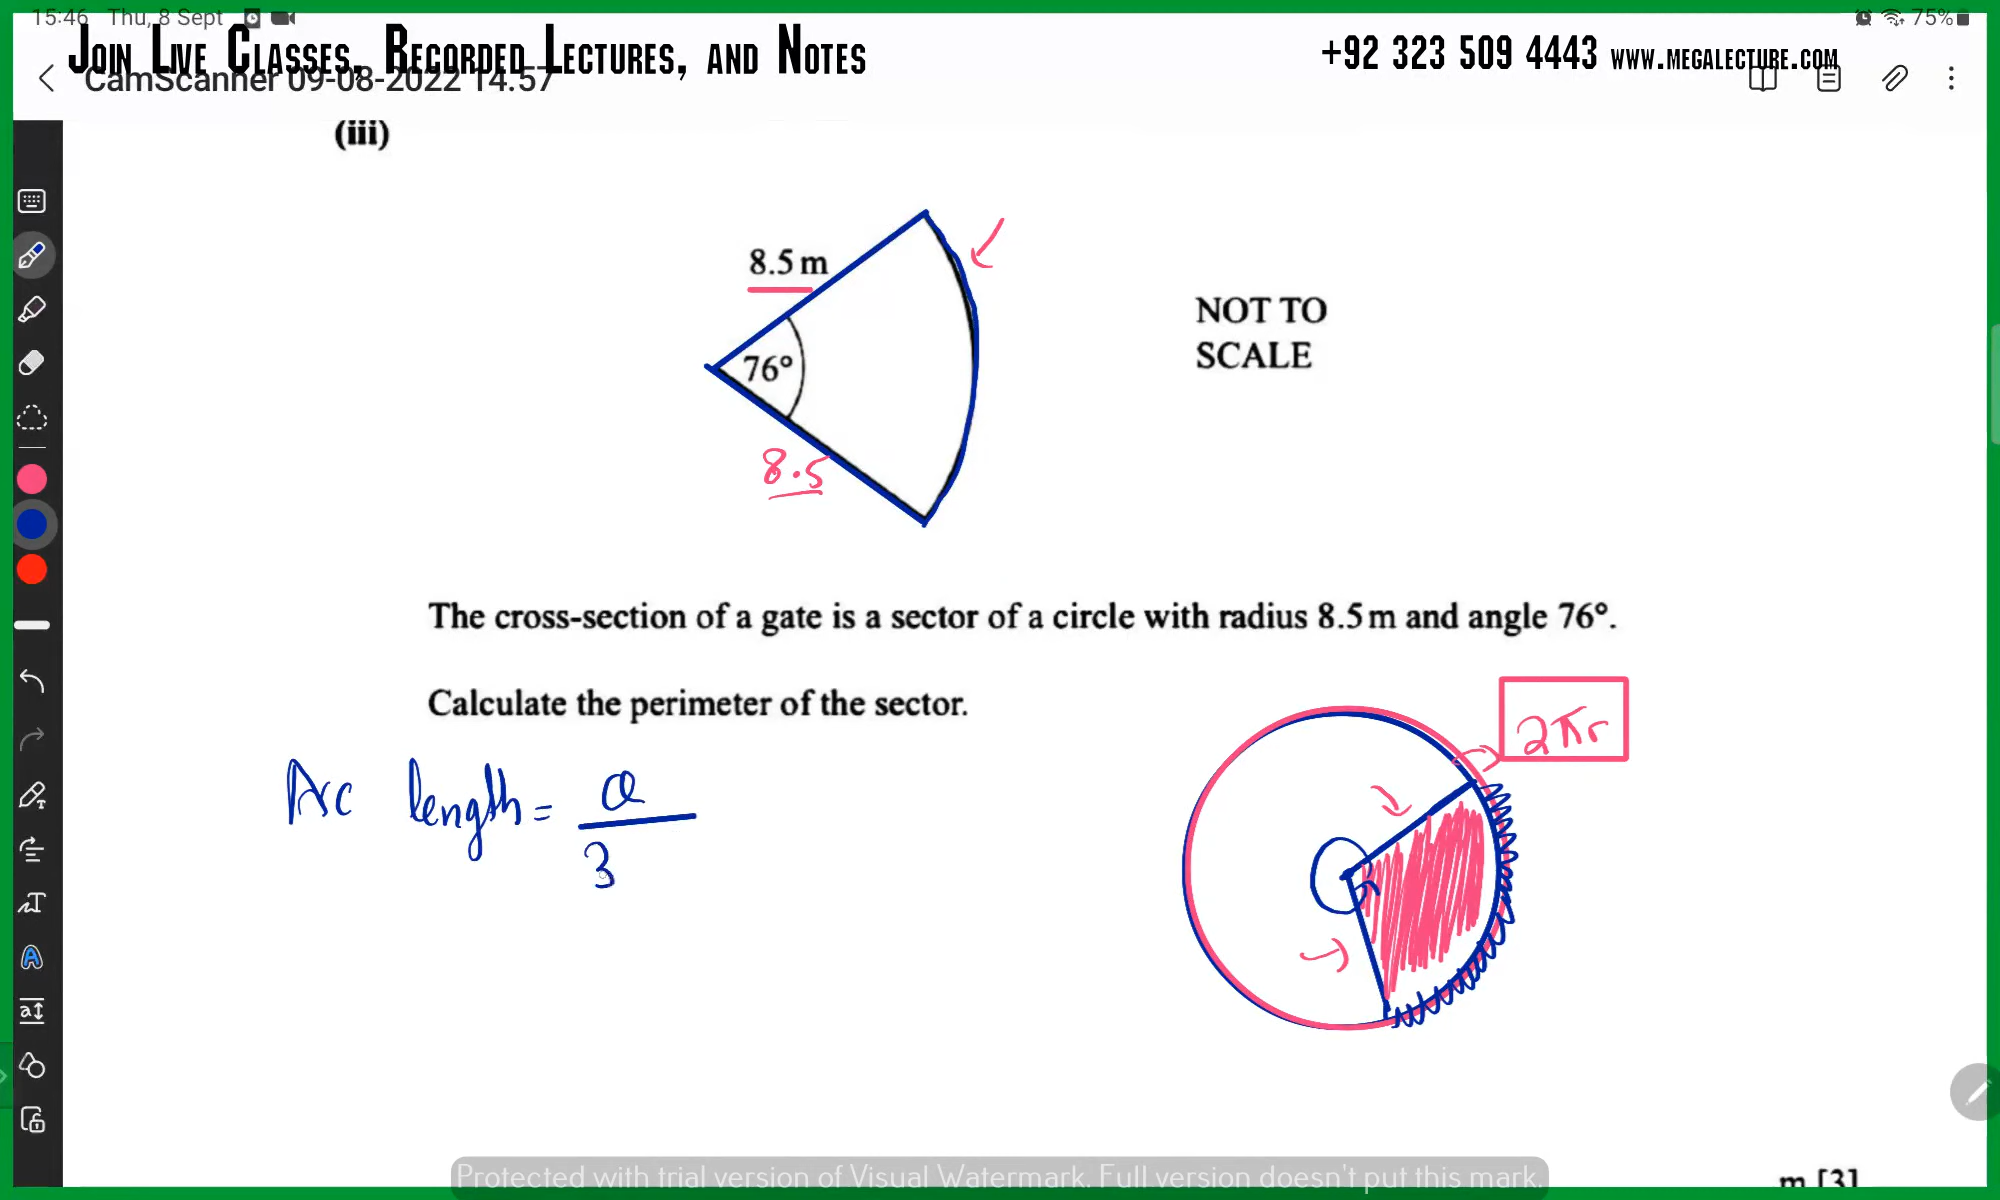 15:46 Thu, 8 Sept
75%
JOIN LIVE CLASSES, RECORDED LECTURES, AND NOTES
+92 323 509 4443 WWW.MEGALECTURE.COM
CamScanner 09-08-2022 14.57
(iii)
8.5 m
76°
8.5
NOT TO
SCALE
The cross-section of a gate is a sector of a circle with radius 8.5 m and angle 76°.
Calculate the perimeter of the sector.
2πr
Arc length = a
3
m [3]
Protected with trial version of Visual Watermark. Full version doesn't put this mark.